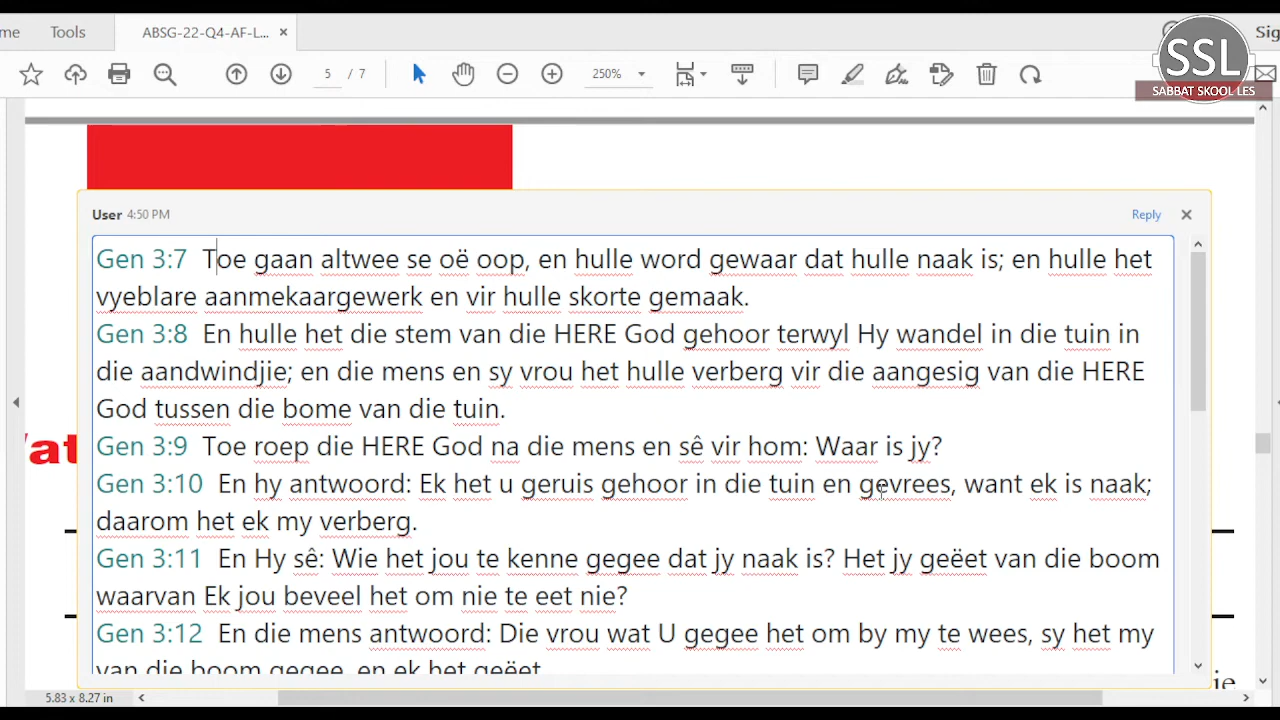 me
Tools
ABSG-22-Q4-AF-L...
Sig
SSL
SABBAT SKOOL LES
5 / 7
250%
User 4:50 PM
Reply
Gen 3:7 Toe gaan altwee se oë oop, en hulle word gewaar dat hulle naak is; en hulle het
vyeblare aanmekaargewerk en vir hulle skorte gemaak.
Gen 3:8 En hulle het die stem van die HERE God gehoor terwyl Hy wandel in die tuin in
die aandwindjie; en die mens en sy vrou het hulle verberg vir die aangesig van die HERE
God tussen die bome van die tuin.
Gen 3:9 Toe roep die HERE God na die mens en sê vir hom: Waar is jy?
Gen 3:10 En hy antwoord: Ek het u geruis gehoor in die tuin en gevrees, want ek is naak;
daarom het ek my verberg.
Gen 3:11 En Hy sê: Wie het jou te kenne gegee dat jy naak is? Het jy geëet van die boom
waarvan Ek jou beveel het om nie te eet nie?
Gen 3:12 En die mens antwoord: Die vrou wat U gegee het om by my te wees, sy het my
van die boom gegee, en ek het geëet.
5.83 x 8.27 in